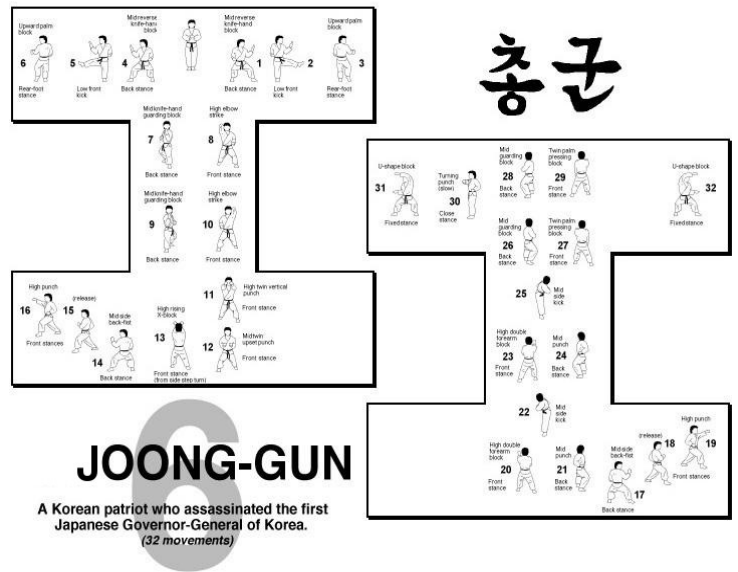 Upward palm block
6
Rear-foot stance
5
Low front kick
Mid reverse knife-hand block
4
Back stance
Mid reverse knife-hand block
1
Back stance
2
Low front kick
Upward palm block
3
Rear-foot stance
Mid knife-hand guarding block
7
Back stance
High elbow strike
8
Front stance
Mid knife-hand guarding block
9
Back stance
High elbow strike
10
Front stance
11
High twin vertical punch
Front stance
12
Mid twin upset punch
Front stance
High rising X-block
13
Front stance
(from side step turn)
Mid side back-fist
14
Back stance
(release)
15
High punch
16
Front stances
총군
U-shape block
31
Fixed stance
Turning punch (slow)
30
Close stance
Mid guarding block
28
Back stance
Twin palm pressing block
29
Front stance
U-shape block
32
Fixed stance
Mid guarding block
26
Back stance
Twin palm pressing block
27
Front stance
25
Mid side kick
High double forearm block
23
Front stance
Mid punch
24
Back stance
22
Mid side kick
High double forearm block
20
Front stance
Mid punch
21
Back stance
Mid side back-fist
17
Back stance
(release)
18
High punch
19
Front stances
6
JOONG-GUN
A Korean patriot who assassinated the first
Japanese Governor-General of Korea.
(32 movements)